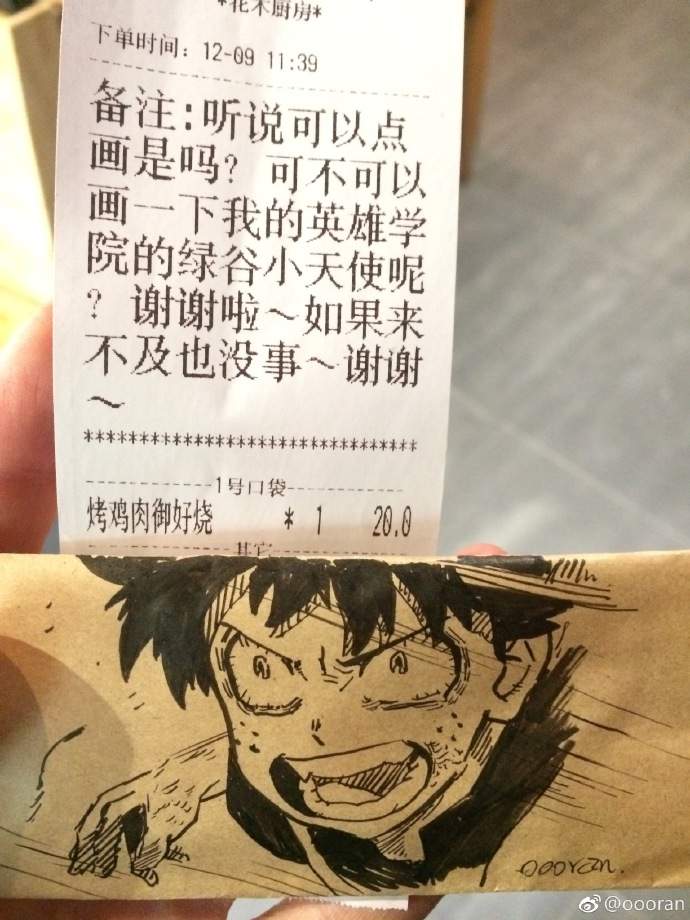 *花木厨房*
下单时间：12-09 11:39
备注:听说可以点
画是吗？可不可以
画一下我的英雄学
院的绿谷小天使呢
？谢谢啦～如果来
不及也没事～谢谢
～
********************************
------------1号口袋------------
烤鸡肉御好烧 * 1 20.0
------------其它------------
oooran.
@oooran